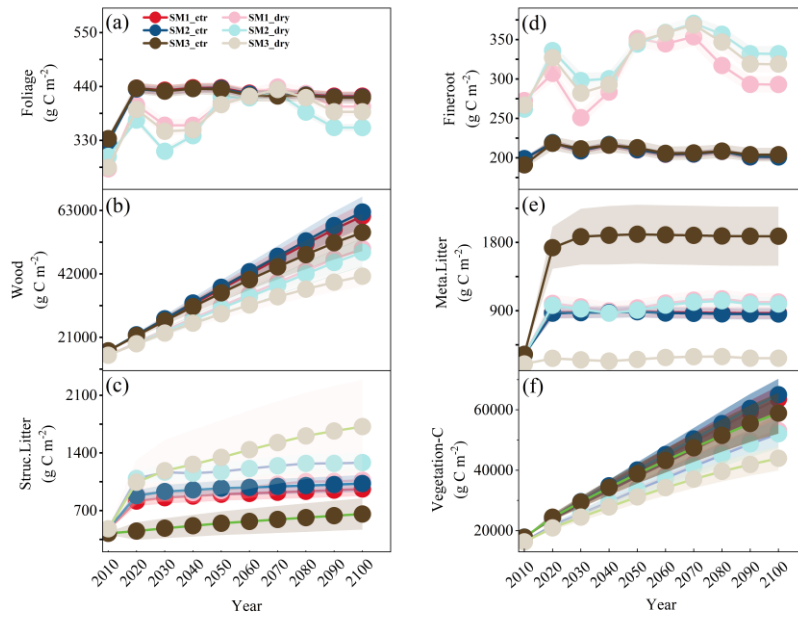 (a)
SM1_ctr SM1_dry
SM2_ctr SM2_dry
SM3_ctr SM3_dry
550
440
330
Foliage
(g C m⁻²)
(b)
63000
42000
21000
Wood
(g C m⁻²)
(c)
2100
1400
700
Struc.Litter
(g C m⁻²)
2010 2020 2030 2040 2050 2060 2070 2080 2090 2100
Year
(d)
350
300
250
200
Fineroot
(g C m⁻²)
(e)
1800
900
Meta.Litter
(g C m⁻²)
(f)
60000
40000
20000
Vegetation-C
(g C m⁻²)
2010 2020 2030 2040 2050 2060 2070 2080 2090 2100
Year